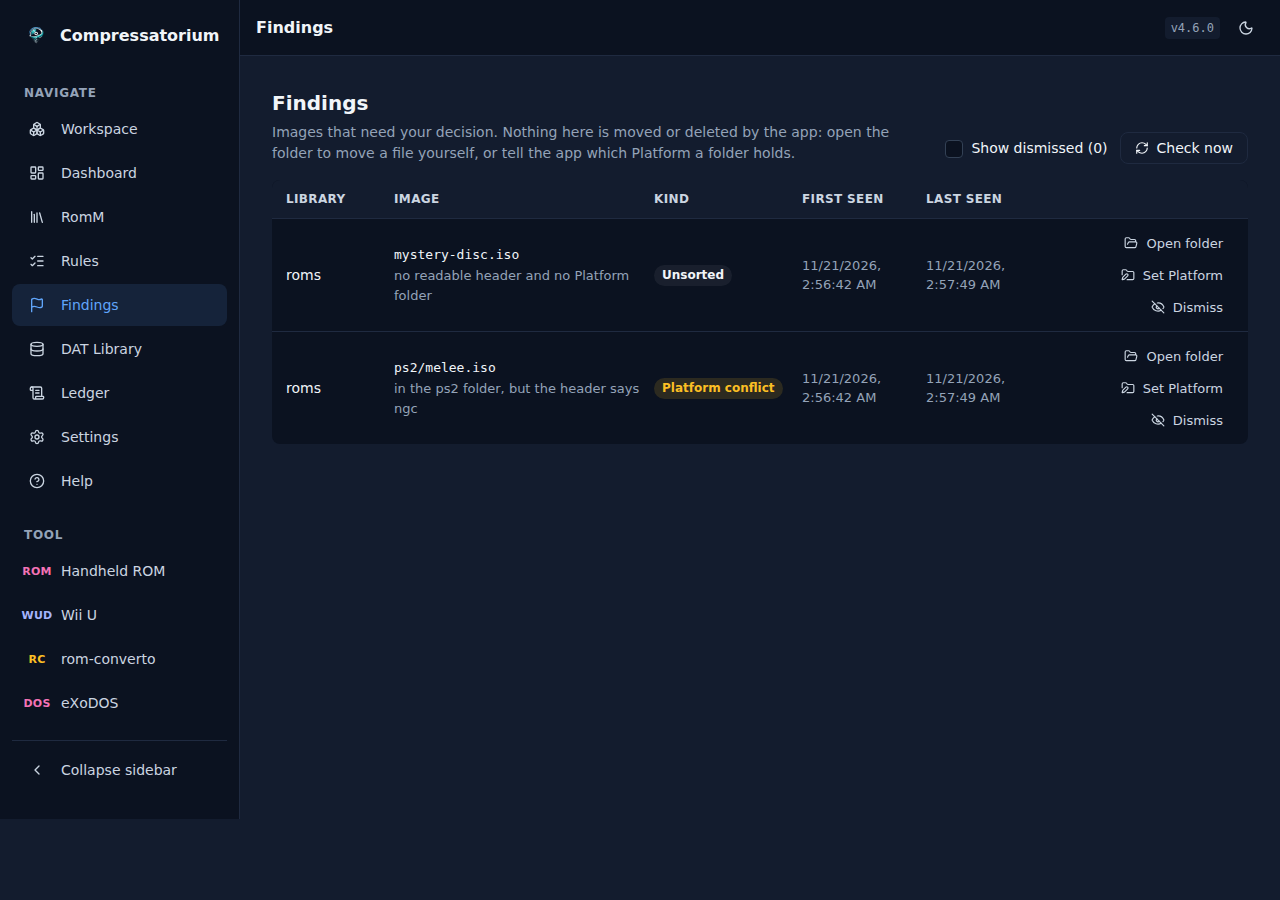 Compressatorium
Findings
v4.6.0
NAVIGATE
Workspace
Dashboard
RomM
Rules
Findings
DAT Library
Ledger
Settings
Help
TOOL
ROM Handheld ROM
WUD Wii U
RC rom-converto
DOS eXoDOS
Collapse sidebar
Findings
Images that need your decision. Nothing here is moved or deleted by the app: open the
folder to move a file yourself, or tell the app which Platform a folder holds.
Show dismissed (0)
Check now
LIBRARY IMAGE KIND FIRST SEEN LAST SEEN
roms
mystery-disc.iso
no readable header and no Platform
folder
Unsorted
11/21/2026,
2:56:42 AM
11/21/2026,
2:57:49 AM
Open folder
Set Platform
Dismiss
roms
ps2/melee.iso
in the ps2 folder, but the header says
ngc
Platform conflict
11/21/2026,
2:56:42 AM
11/21/2026,
2:57:49 AM
Open folder
Set Platform
Dismiss